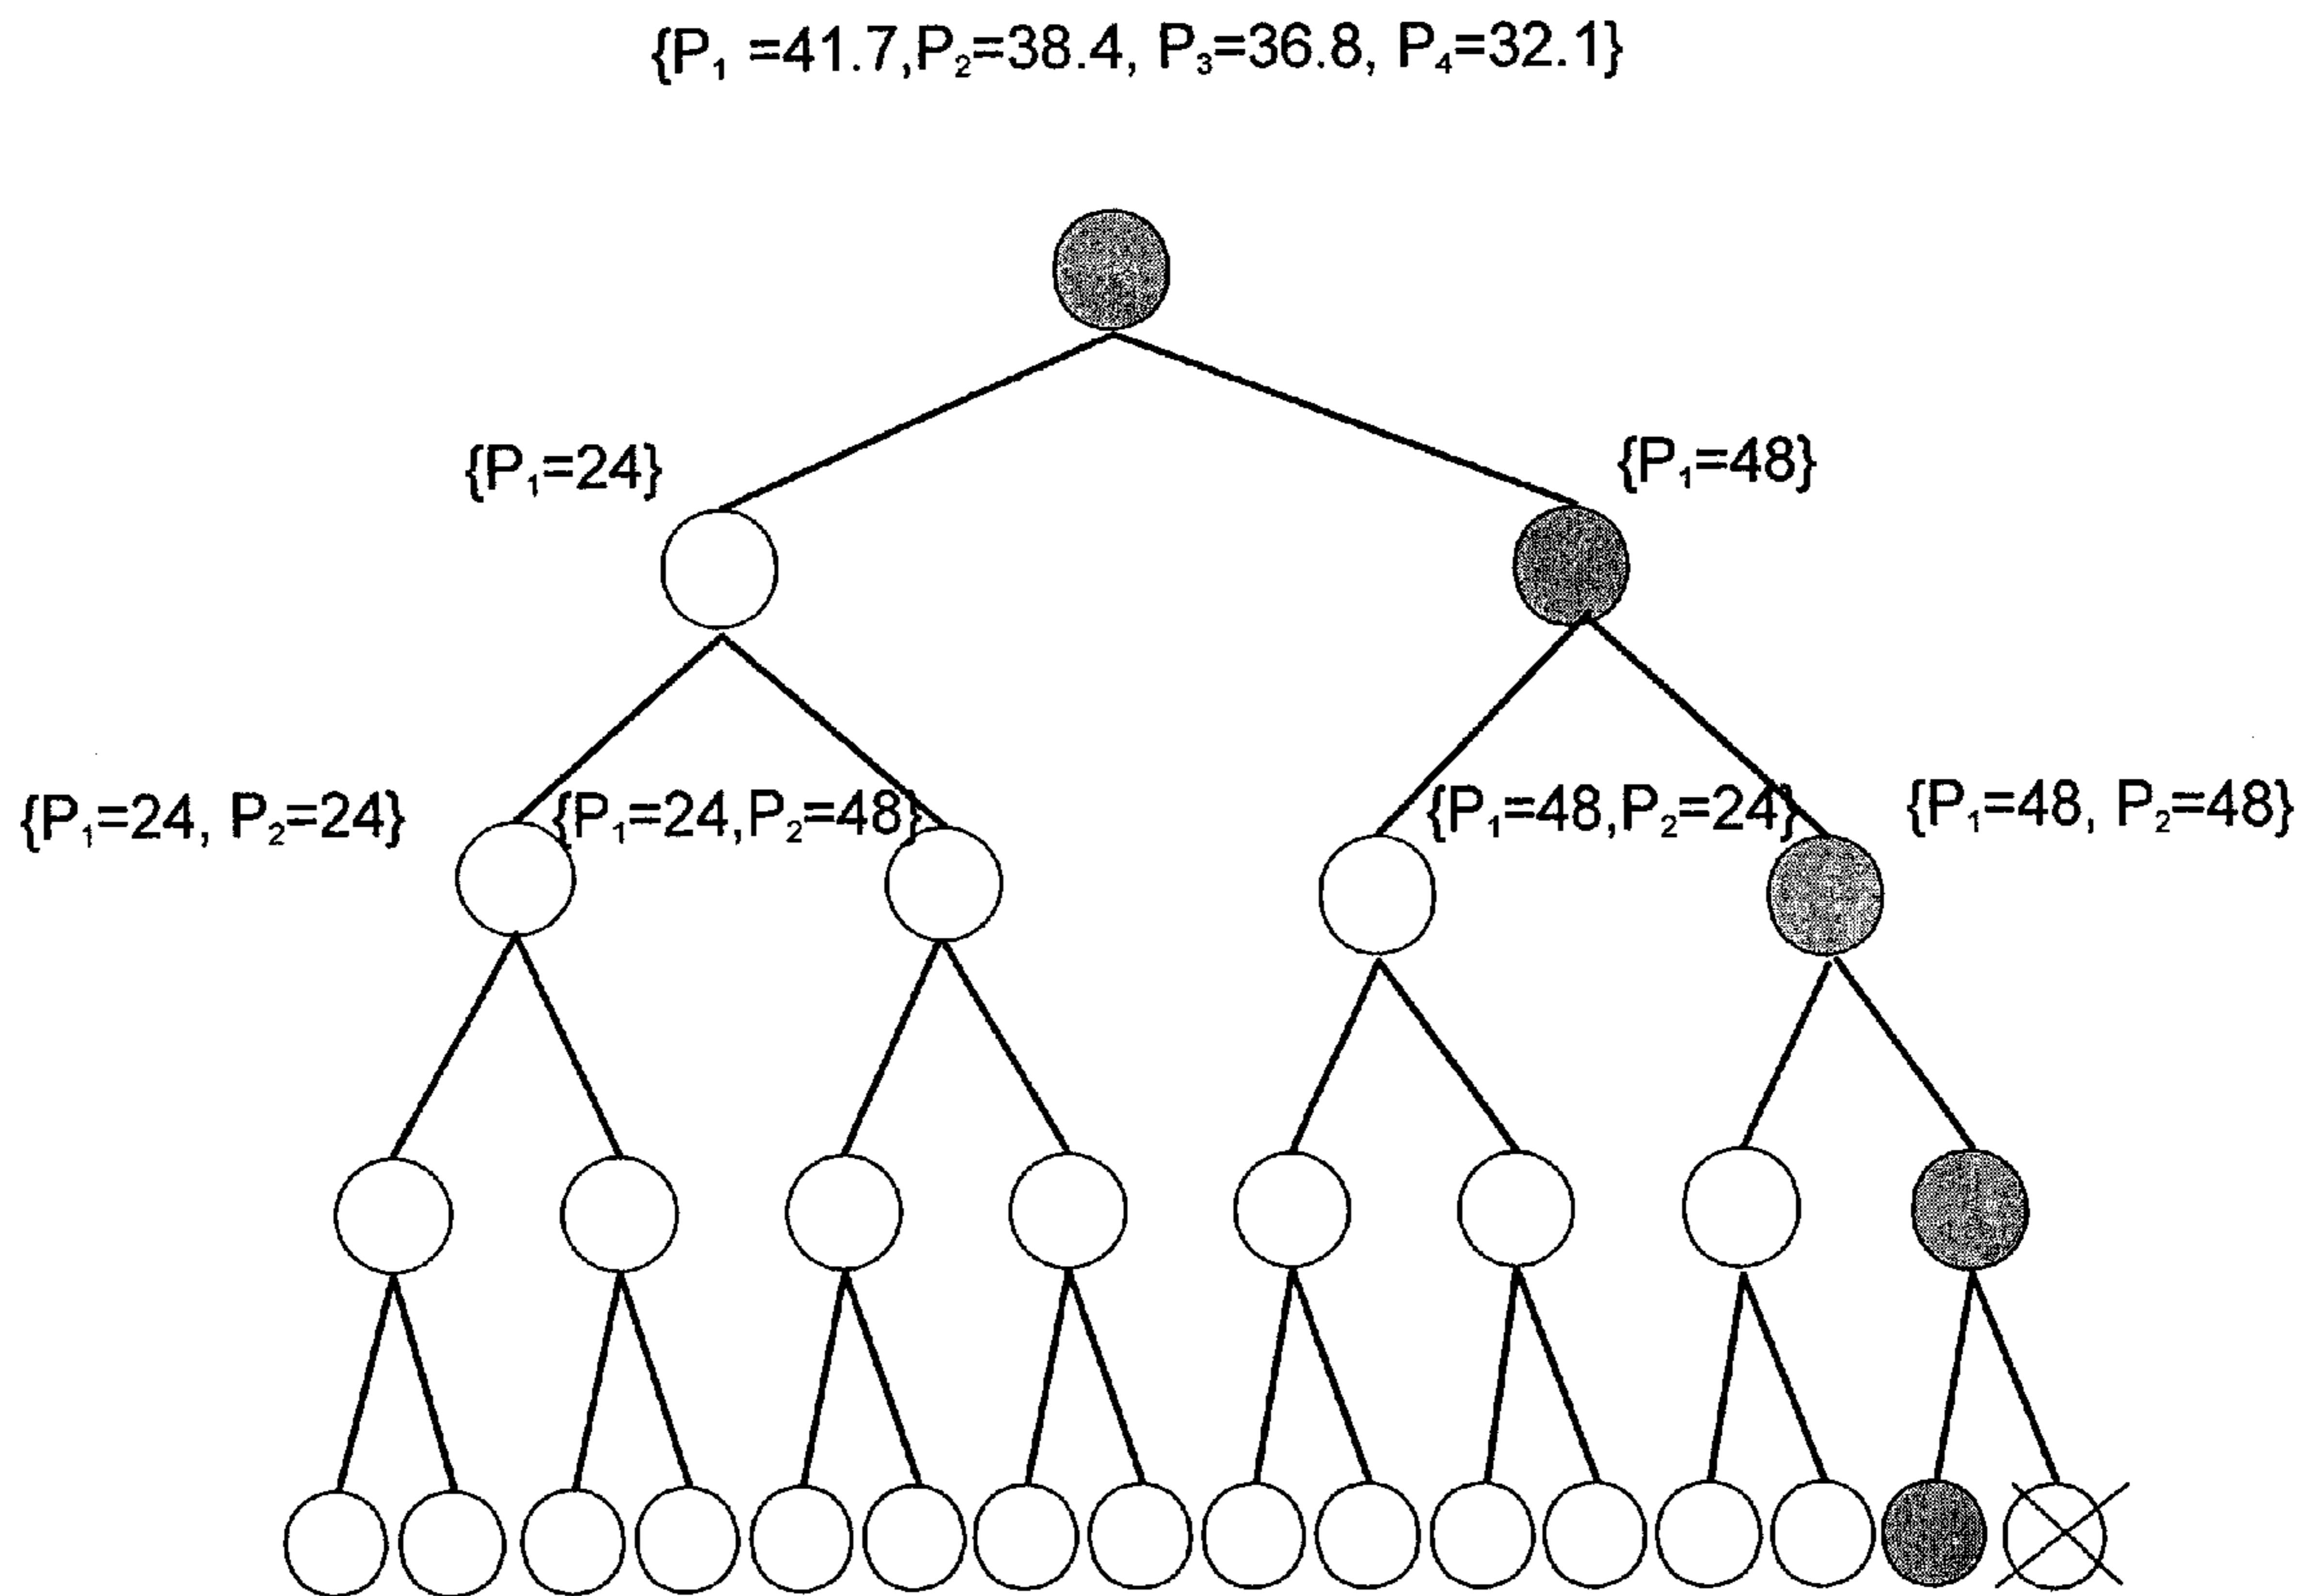 {P₁ =41.7,P₂=38.4, P₃=36.8, P₄=32.1}
{P₁=24}
{P₁=48}
{P₁=24, P₂=24}
{P₁=24,P₂=48}
{P₁=48,P₂=24}
{P₁=48, P₂=48}